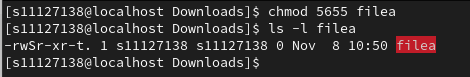 [s11127138@localhost Downloads]$ chmod 5655 filea
[s11127138@localhost Downloads]$ ls -l filea
-rwSr-xr-t. 1 s11127138 s11127138 0 Nov  8 10:50 filea
[s11127138@localhost Downloads]$